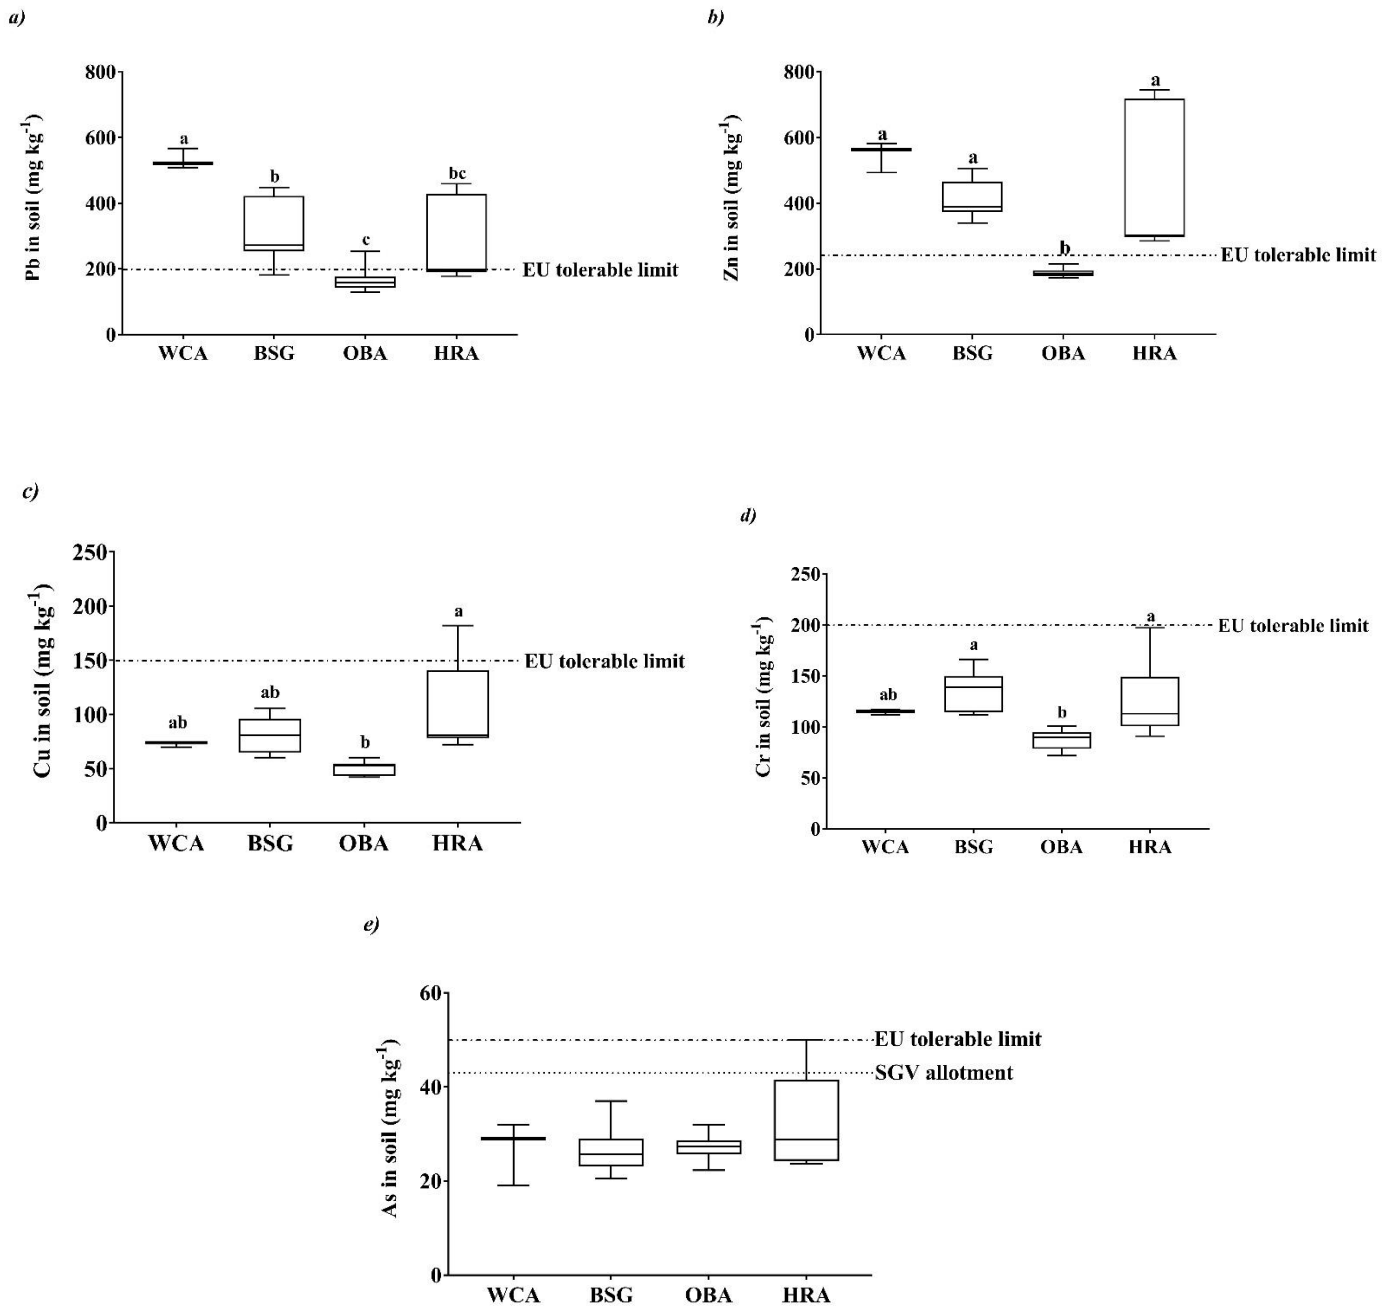 a)
Pb in soil (mg kg-1)
800
600
400
200
0
a
b
c
bc
EU tolerable limit
WCA BSG OBA HRA
b)
Zn in soil (mg kg-1)
800
600
400
200
0
a
a
b
a
EU tolerable limit
WCA BSG OBA HRA
c)
Cu in soil (mg kg-1)
250
200
150
100
50
0
ab
ab
b
a
EU tolerable limit
WCA BSG OBA HRA
d)
Cr in soil (mg kg-1)
250
200
150
100
50
0
ab
a
b
a
EU tolerable limit
WCA BSG OBA HRA
e)
As in soil (mg kg-1)
60
40
20
0
EU tolerable limit
SGV allotment
WCA BSG OBA HRA